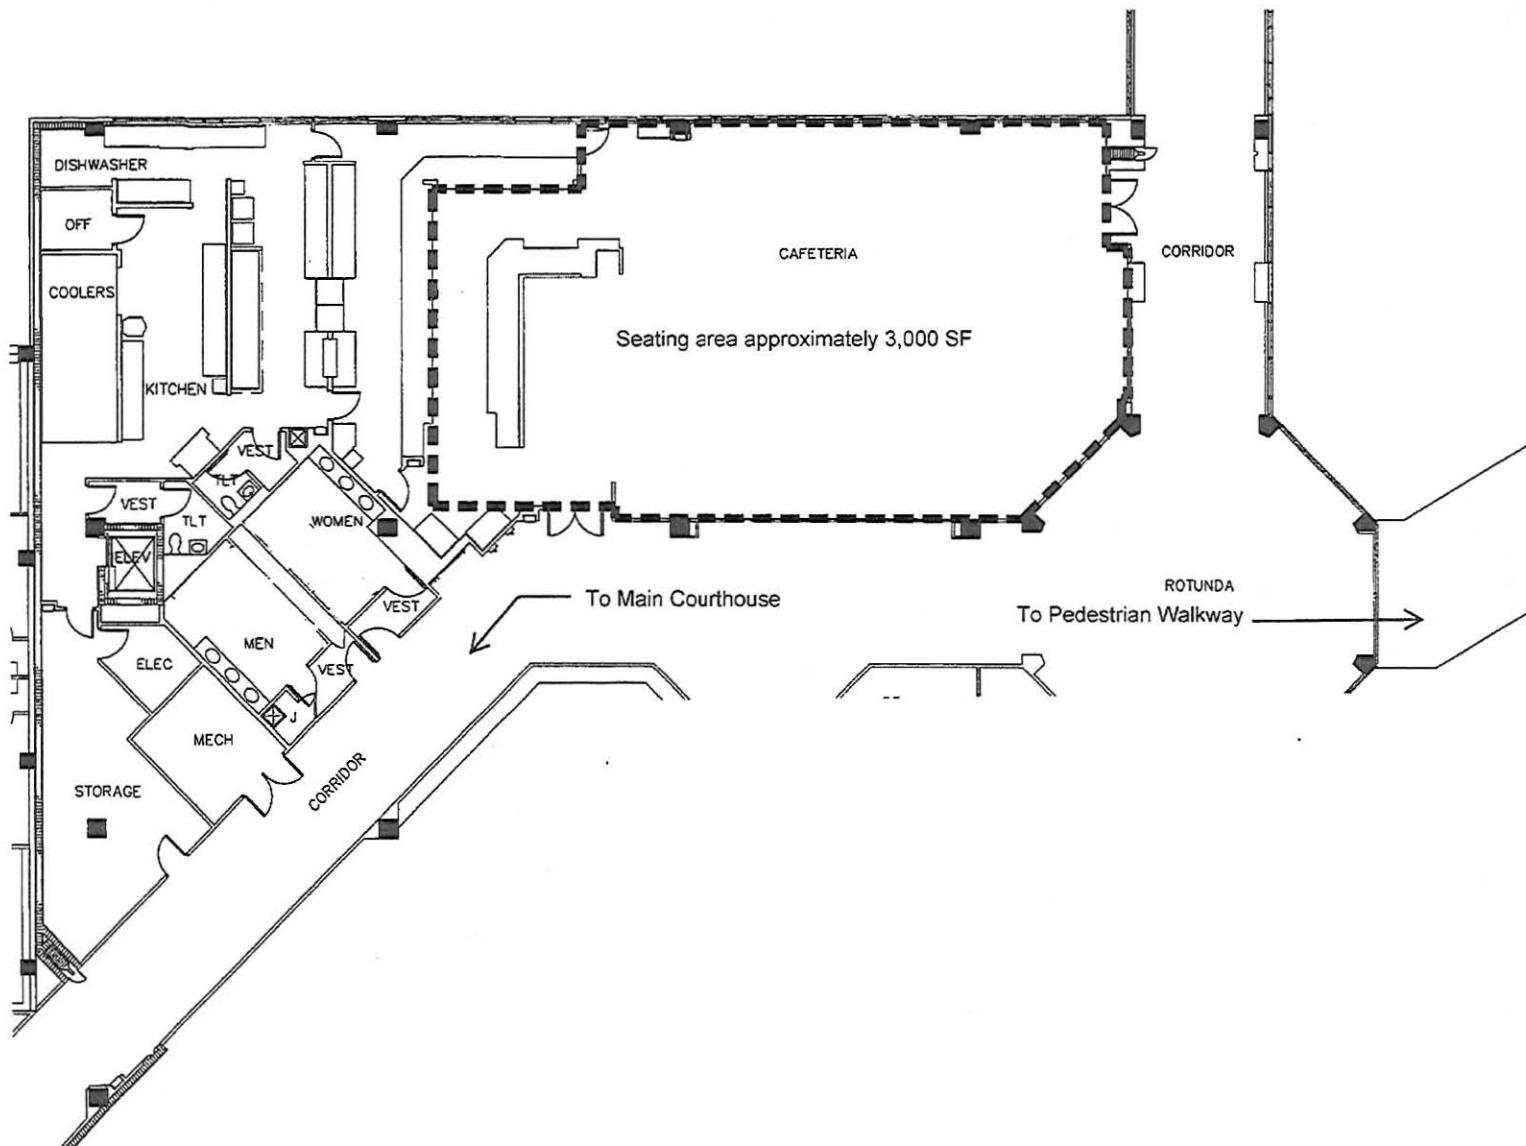 DISHWASHER
OFF
CAFETERIA
CORRIDOR
COOLERS
Seating area approximately 3,000 SF
KITCHEN
VEST
TLT
VEST
WOMEN
TLT
ELEV
ROTUNDA
To Main Courthouse
VEST
To Pedestrian Walkway
MEN
ELEC
VEST
J
MECH
CORRIDOR
STORAGE